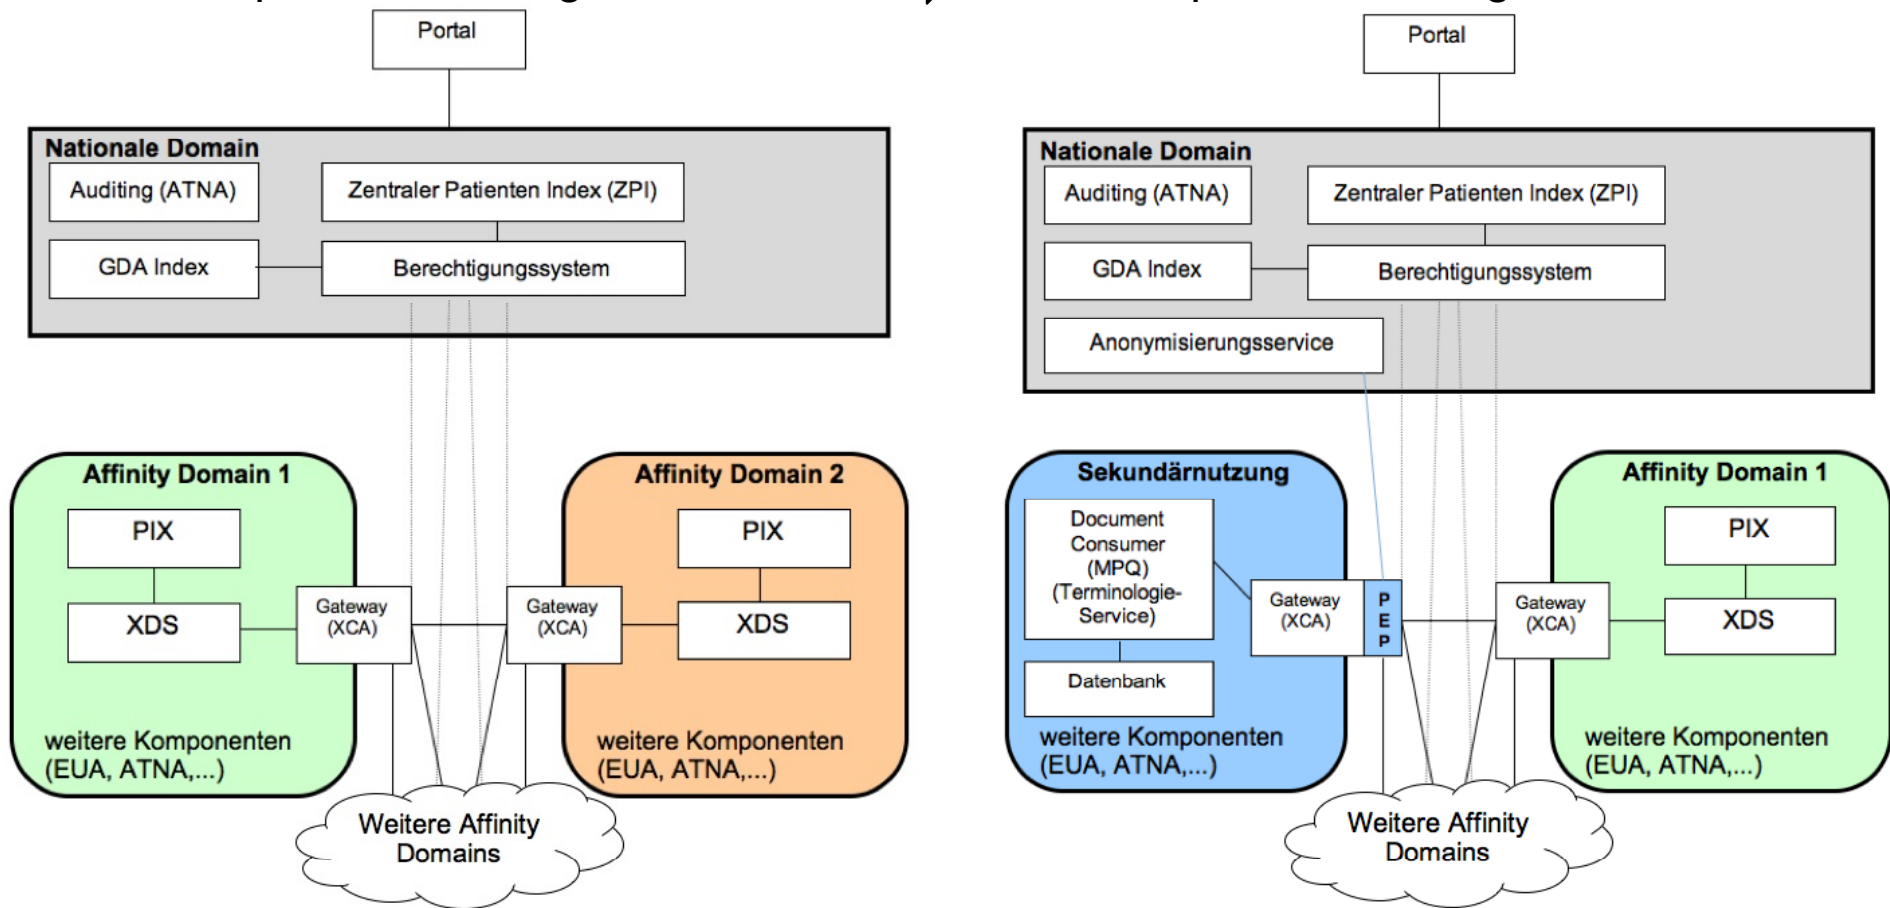 Portal
Nationale Domain
Auditing (ATNA)
Zentraler Patienten Index (ZPI)
GDA Index
Berechtigungssystem
Affinity Domain 1
PIX
XDS
Gateway
(XCA)
weitere Komponenten
(EUA, ATNA,...)
Affinity Domain 2
PIX
XDS
Gateway
(XCA)
weitere Komponenten
(EUA, ATNA,...)
Weitere Affinity
Domains
Portal
Nationale Domain
Auditing (ATNA)
Zentraler Patienten Index (ZPI)
GDA Index
Berechtigungssystem
Anonymisierungsservice
Sekundärnutzung
Document
Consumer
(MPQ)
(Terminologie-
Service)
Datenbank
Gateway
(XCA)
P
E
P
weitere Komponenten
(EUA, ATNA,...)
Affinity Domain 1
PIX
XDS
Gateway
(XCA)
weitere Komponenten
(EUA, ATNA,...)
Weitere Affinity
Domains